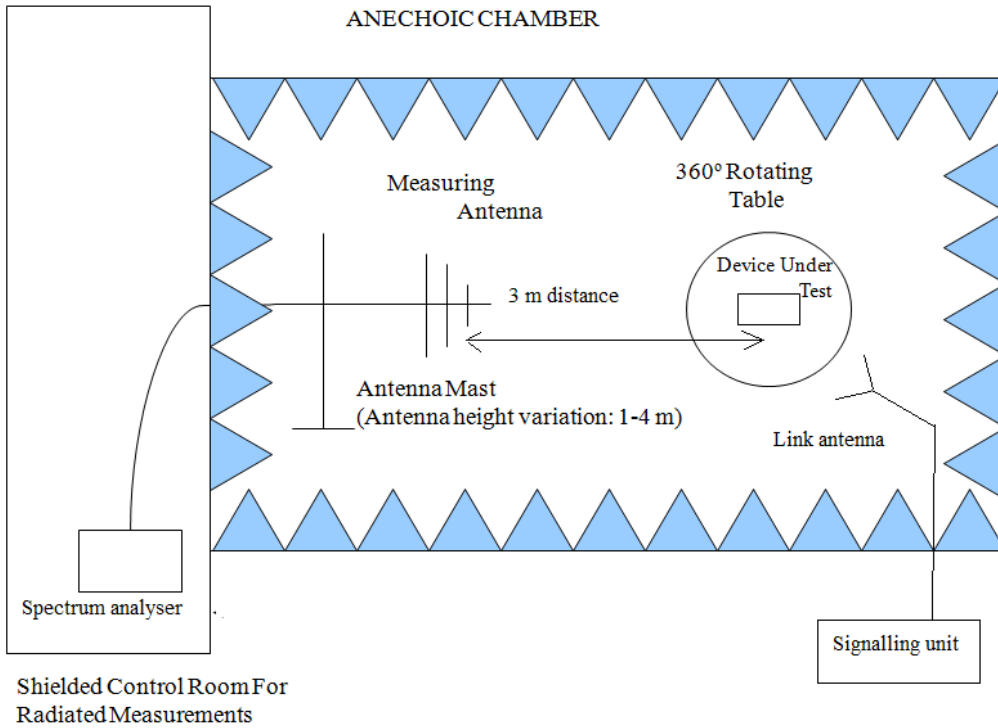 ANECHOIC CHAMBER
Measuring
Antenna
360º Rotating
Table
Device Under
Test
3 m distance
Antenna Mast
(Antenna height variation: 1-4 m)
Link antenna
Spectrum analyser
Signalling unit
Shielded Control Room For
Radiated Measurements